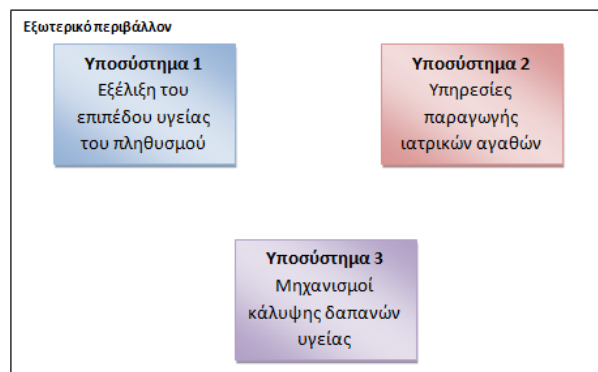 Εξωτερικό περιβάλλον
Υποσύστημα 1
Εξέλιξη του
επιπέδου υγείας
του πληθυσμού
Υποσύστημα 2
Υπηρεσίες
παραγωγής
ιατρικών αγαθών
Υποσύστημα 3
Μηχανισμοί
κάλυψης δαπανών
υγείας